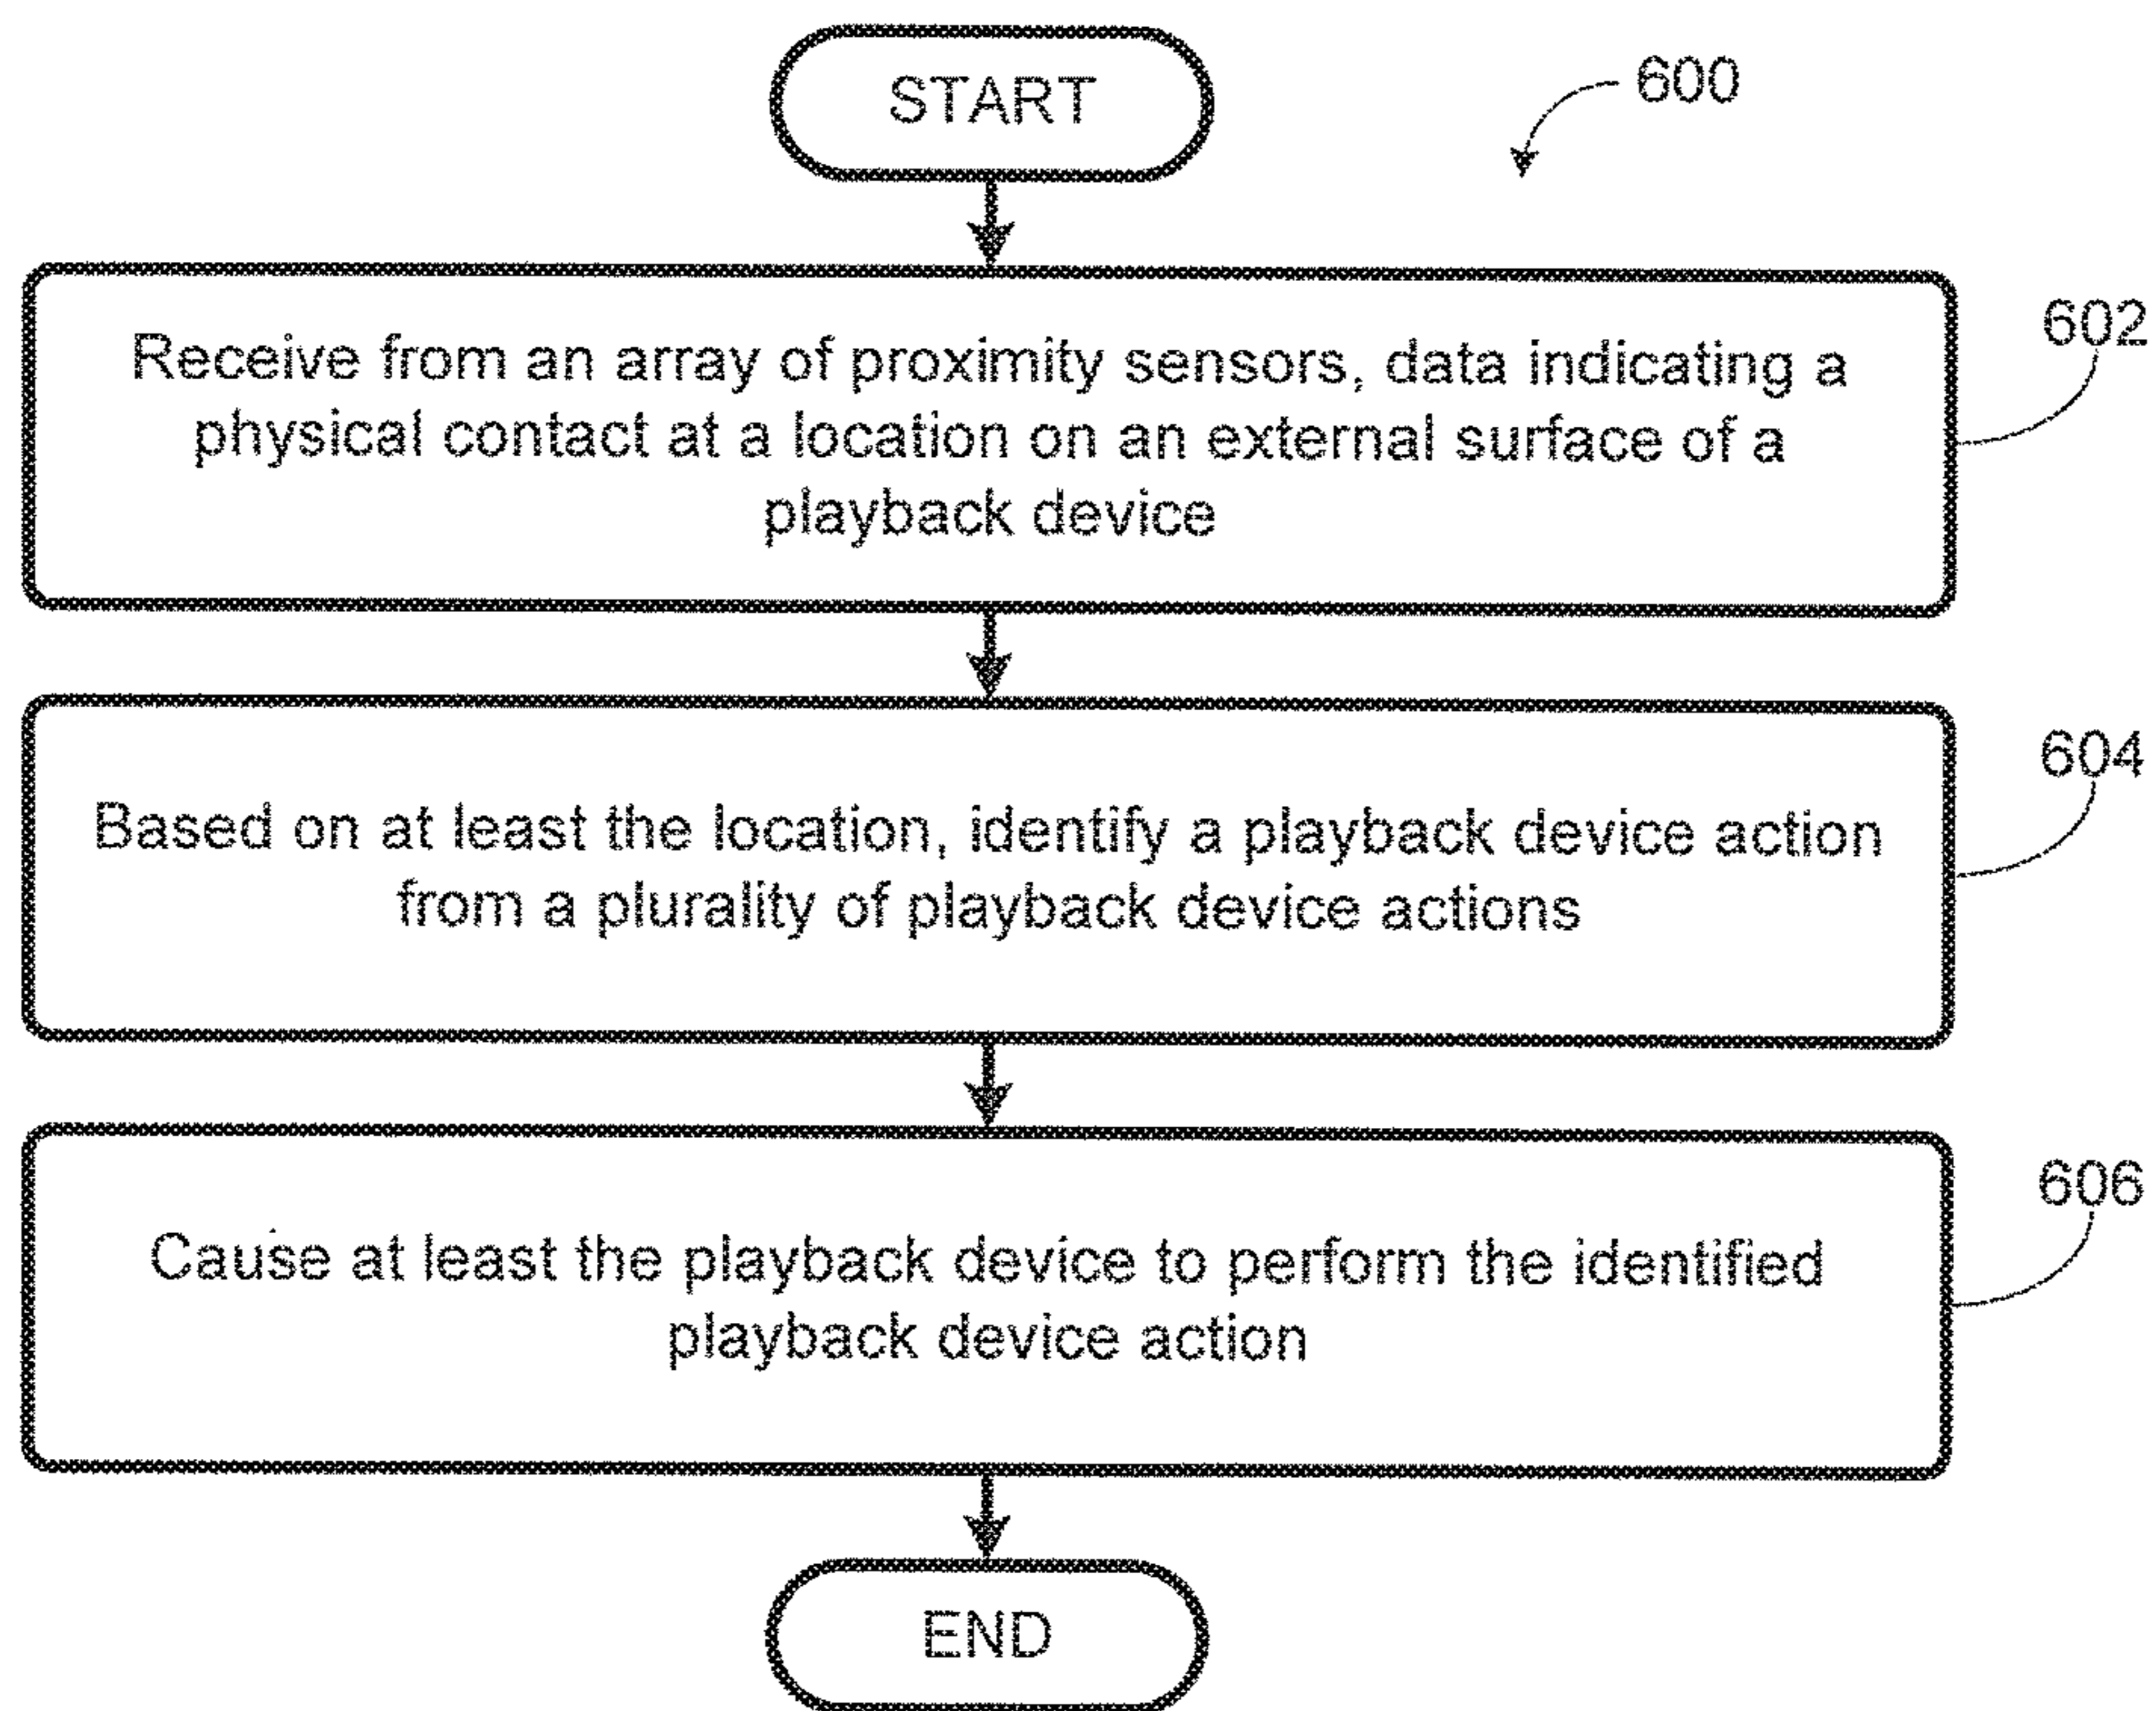 START
600
Receive from an array of proximity sensors, data indicating a
physical contact at a location on an external surface of a
playback device
602
Based on at least the location, identify a playback device action
from a plurality of playback device actions
604
Cause at least the playback device to perform the identified
playback device action
606
END